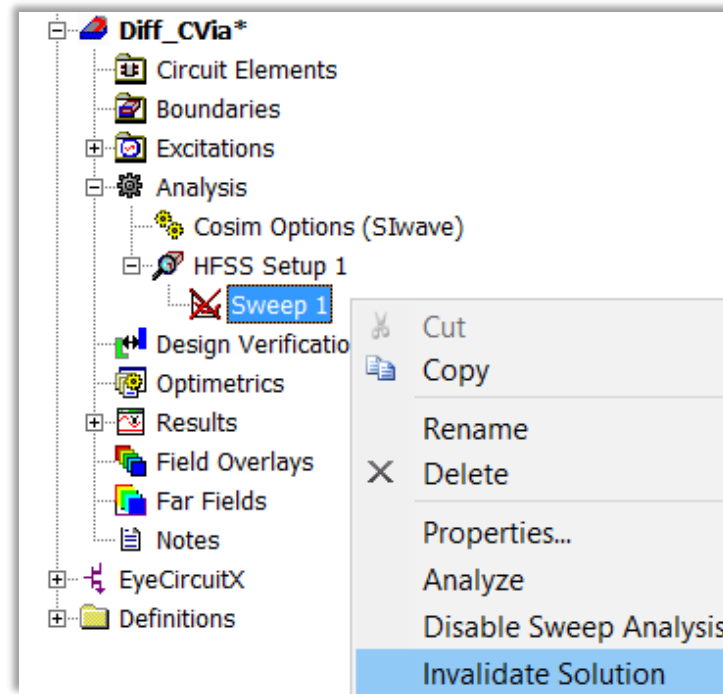 Diff_CVia*
Circuit Elements
Boundaries
Excitations
Analysis
Cosim Options (SIwave)
HFSS Setup 1
Sweep 1
Design Verificatio
Optimetrics
Results
Field Overlays
Far Fields
Notes
EyeCircuitX
Definitions
Cut
Copy
Rename
Delete
Properties...
Analyze
Disable Sweep Analysis
Invalidate Solution